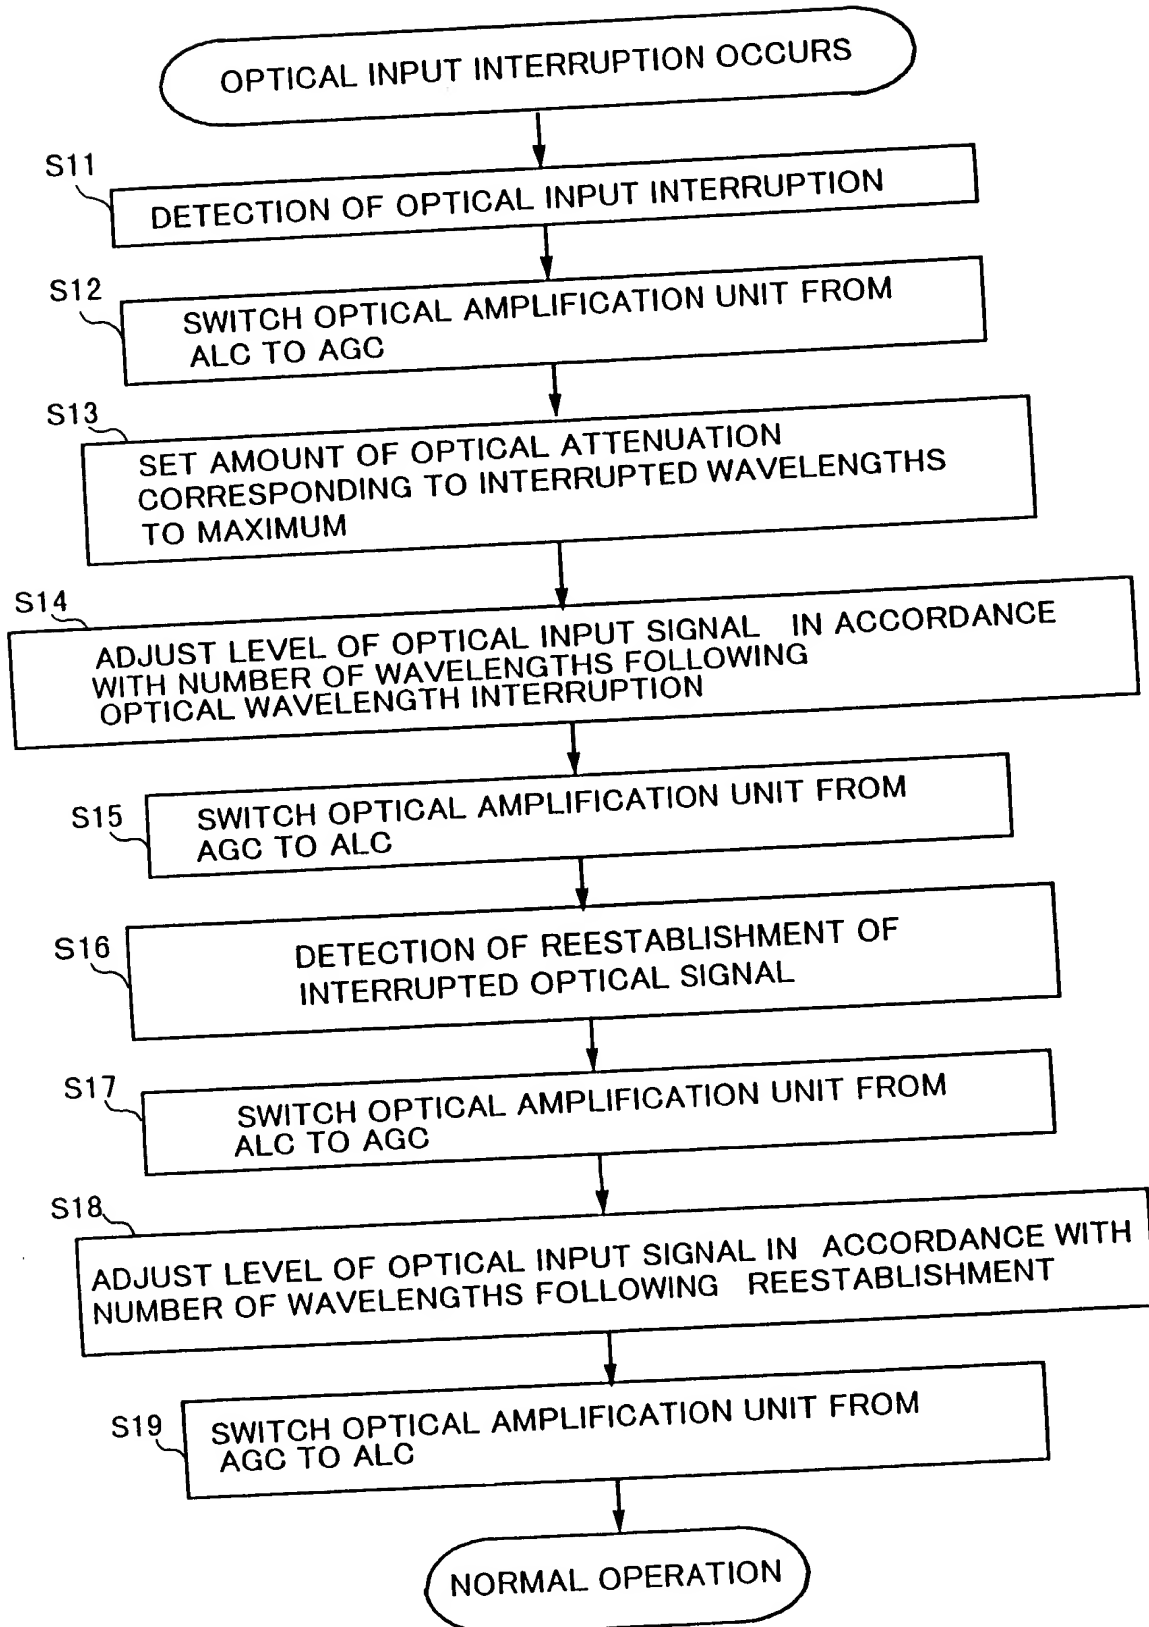 OPTICAL INPUT INTERRUPTION OCCURS
S11
DETECTION OF OPTICAL INPUT INTERRUPTION
S12
SWITCH OPTICAL AMPLIFICATION UNIT FROM
ALC TO AGC
S13
SET AMOUNT OF OPTICAL ATTENUATION
CORRESPONDING TO INTERRUPTED WAVELENGTHS
TO MAXIMUM
S14
ADJUST LEVEL OF OPTICAL INPUT SIGNAL IN ACCORDANCE
WITH NUMBER OF WAVELENGTHS FOLLOWING
OPTICAL WAVELENGTH INTERRUPTION
S15
SWITCH OPTICAL AMPLIFICATION UNIT FROM
AGC TO ALC
S16
DETECTION OF REESTABLISHMENT OF
INTERRUPTED OPTICAL SIGNAL
S17
SWITCH OPTICAL AMPLIFICATION UNIT FROM
ALC TO AGC
S18
ADJUST LEVEL OF OPTICAL INPUT SIGNAL IN ACCORDANCE WITH
NUMBER OF WAVELENGTHS FOLLOWING REESTABLISHMENT
S19
SWITCH OPTICAL AMPLIFICATION UNIT FROM
AGC TO ALC
NORMAL OPERATION